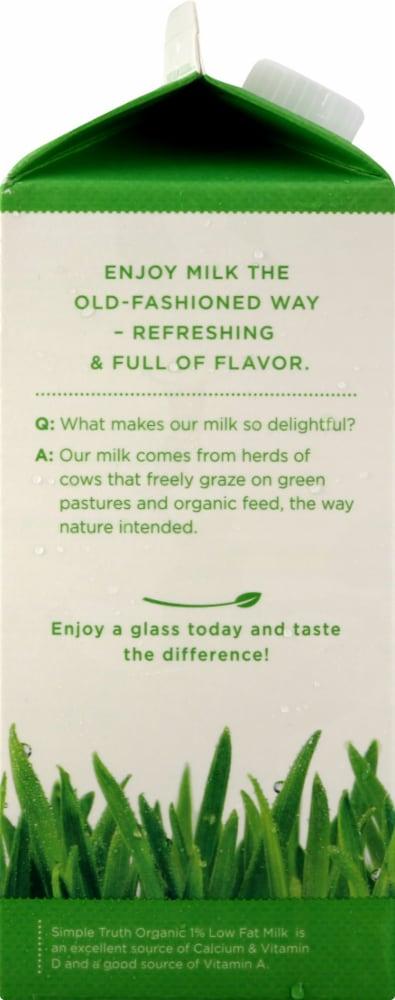 ENJOY MILK THE
OLD-FASHIONED WAY
– REFRESHING
& FULL OF FLAVOR.
Q: What makes our milk so delightful?
A: Our milk comes from herds of
cows that freely graze on green
pastures and organic feed, the way
nature intended.
Enjoy a glass today and taste
the difference!
Simple Truth Organic 1% Low Fat Milk is
an excellent source of Calcium & Vitamin
D and a good source of Vitamin A.